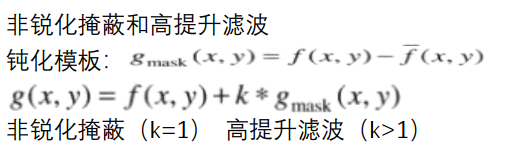 非锐化掩蔽和高提升滤波
钝化模板: g_mask (x, y) = f(x, y) − f̅(x, y)
g(x, y) = f(x, y) + k * g_mask (x, y)
非锐化掩蔽（k=1） 高提升滤波（k>1）